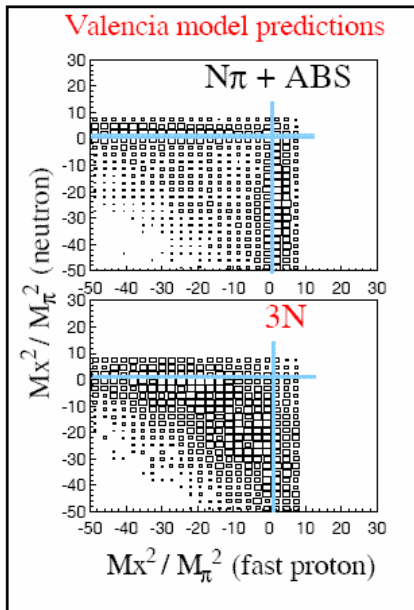 Valencia model predictions
Nπ + ABS
30
20
10
0
-10
-20
-30
-40
-50
-50 -40 -30 -20 -10 0 10 20 30
3N
30
20
10
0
-10
-20
-30
-40
-50
-50 -40 -30 -20 -10 0 10 20 30
Mx²/Mπ² (neutron)
Mx²/Mπ² (fast proton)